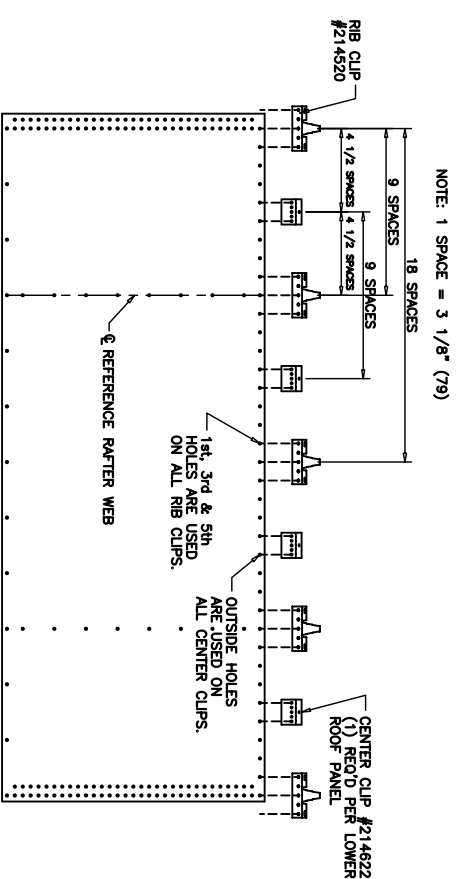 NOTE: 1 SPACE = 3 1/8" (79)
18 SPACES
9 SPACES
9 SPACES
4 1/2 SPACES
4 1/2 SPACES
RIB CLIP
#214520
CENTER CLIP #214622
(1) REQ'D PER LOWER
ROOF PANEL
1st, 3rd & 5th
HOLES ARE USED
ON ALL RIB CLIPS.
OUTSIDE HOLES
ARE USED ON
ALL CENTER CLIPS.
℄ REFERENCE RAFTER WEB